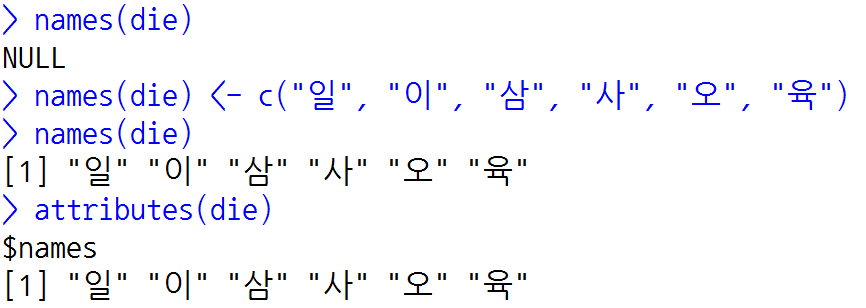 > names(die)
NULL
> names(die) <- c("일", "이", "삼", "사", "오", "육")
> names(die)
[1] "일" "이" "삼" "사" "오" "육"
> attributes(die)
$names
[1] "일" "이" "삼" "사" "오" "육"